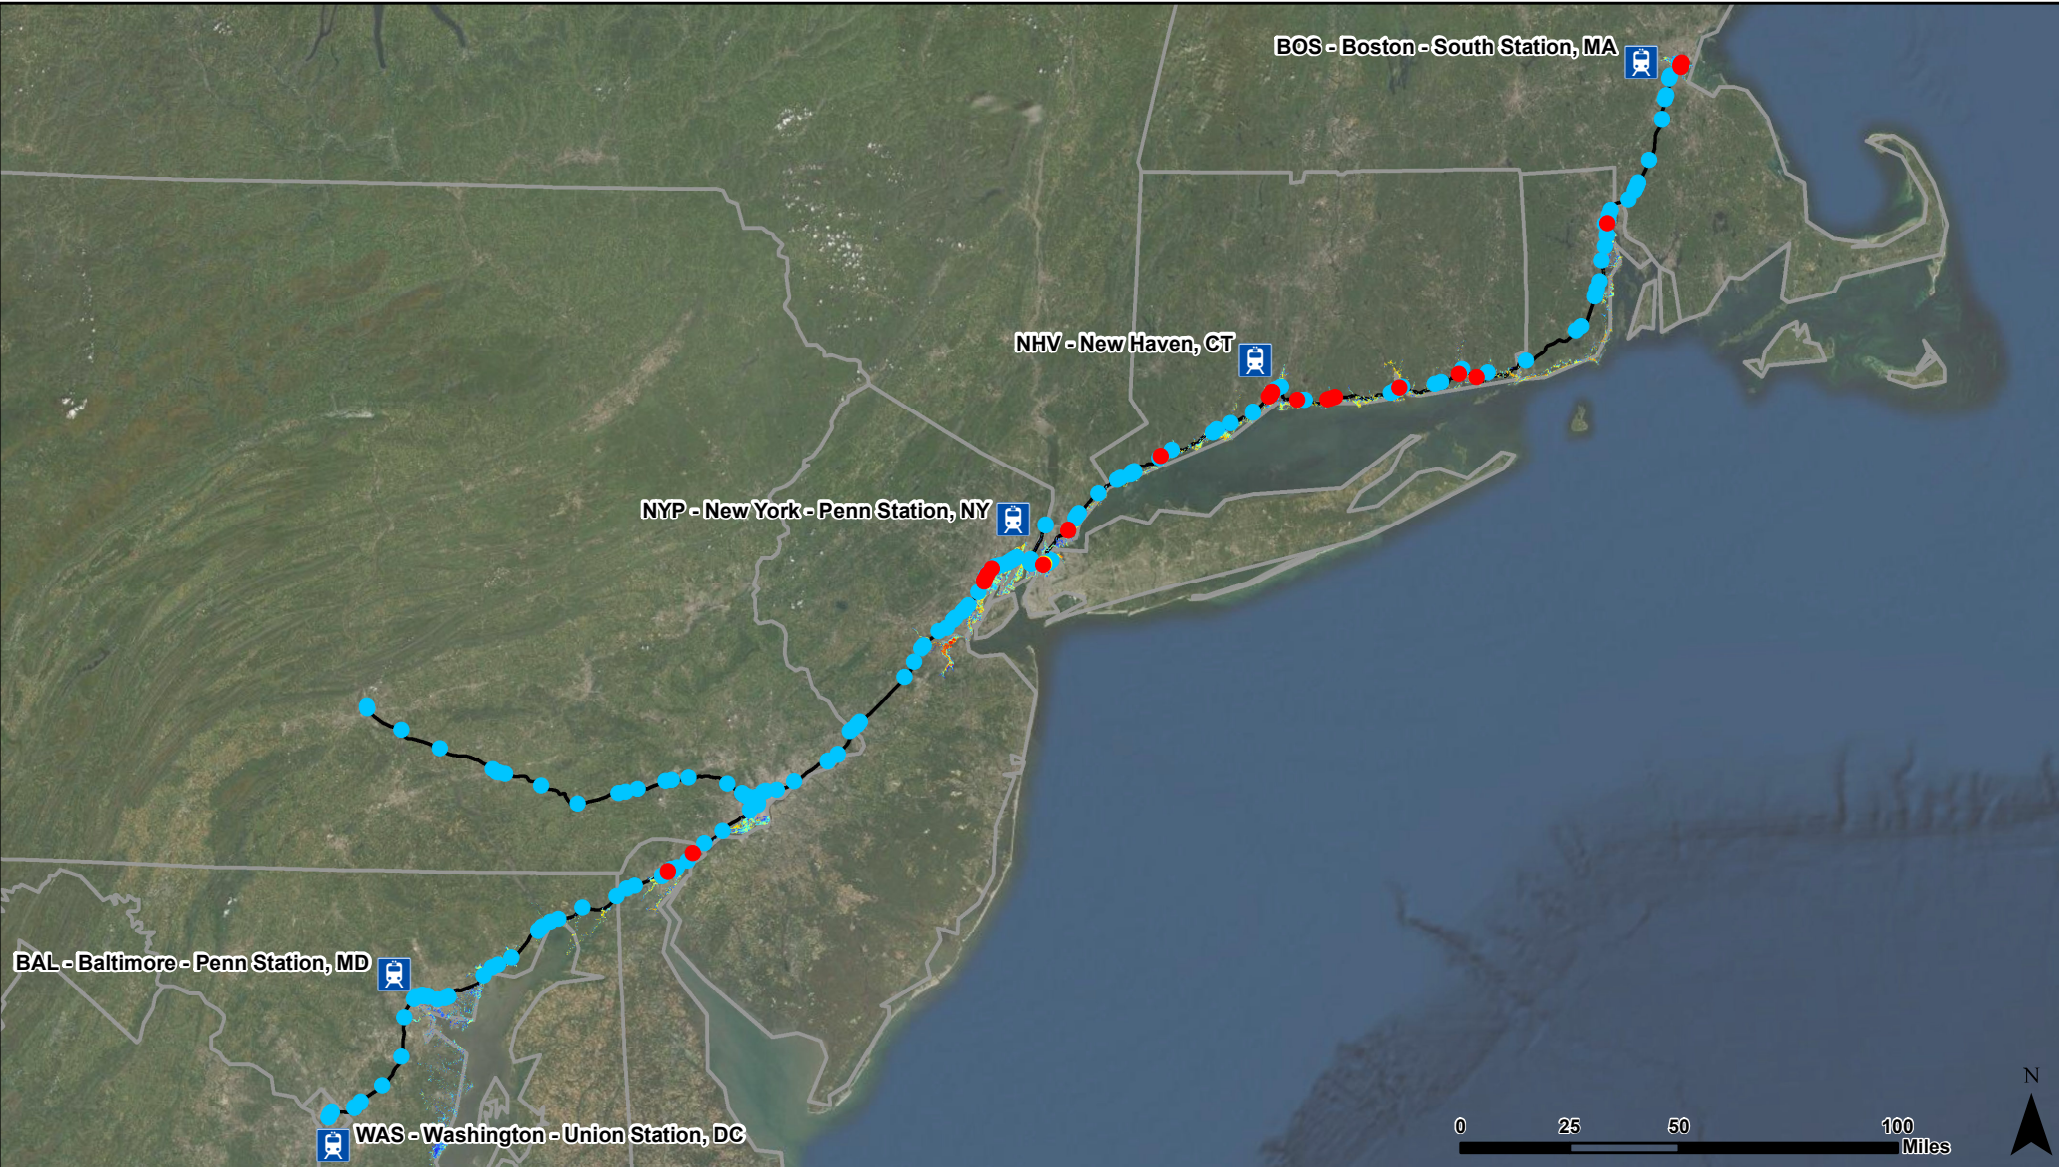 BOS - Boston - South Station, MA
NHV - New Haven, CT
NYP - New York - Penn Station, NY
BAL - Baltimore - Penn Station, MD
WAS - Washington - Union Station, DC
0 25 50 100
Miles
N